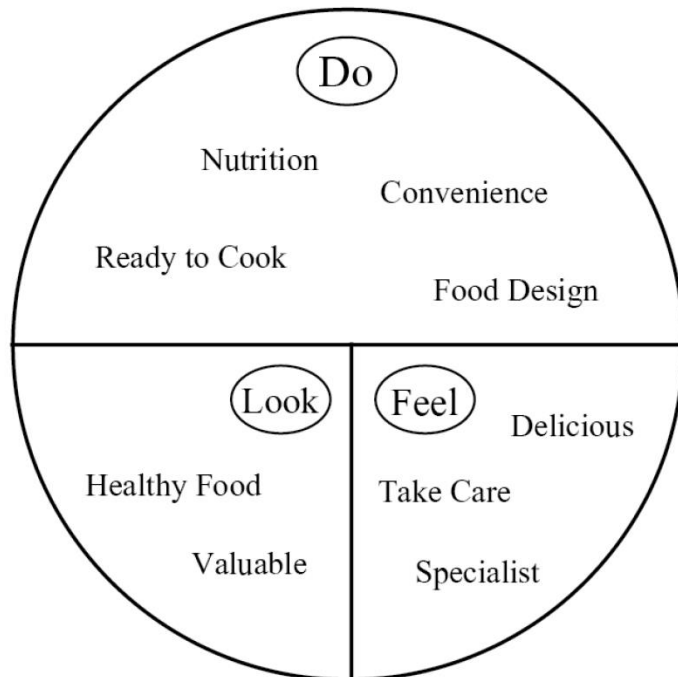 Do
Nutrition
Convenience
Ready to Cook
Food Design
Look
Healthy Food
Valuable
Feel
Delicious
Take Care
Specialist